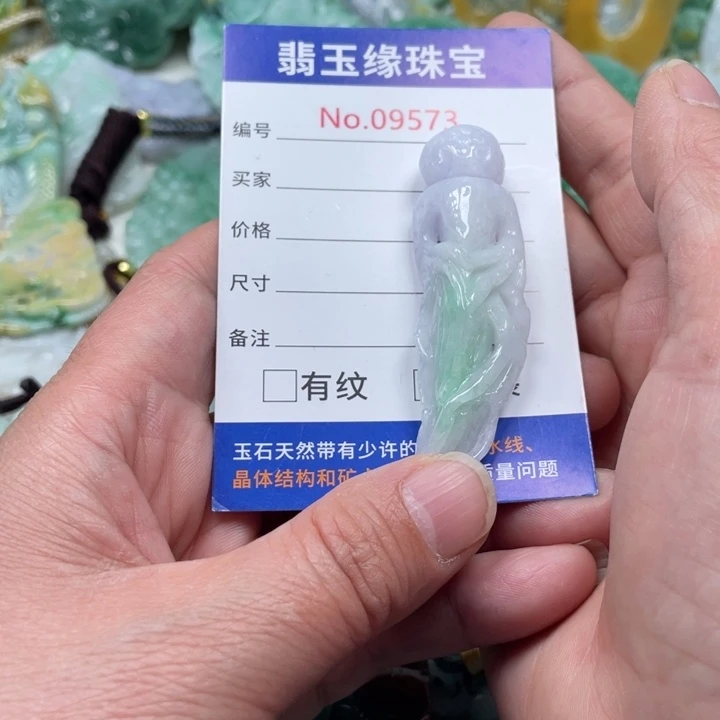 翡玉缘珠宝
编号 No.09573
买家
价格
尺寸
备注
有纹
玉石天然带有少许的 水线、
晶体结构和矿 质量问题